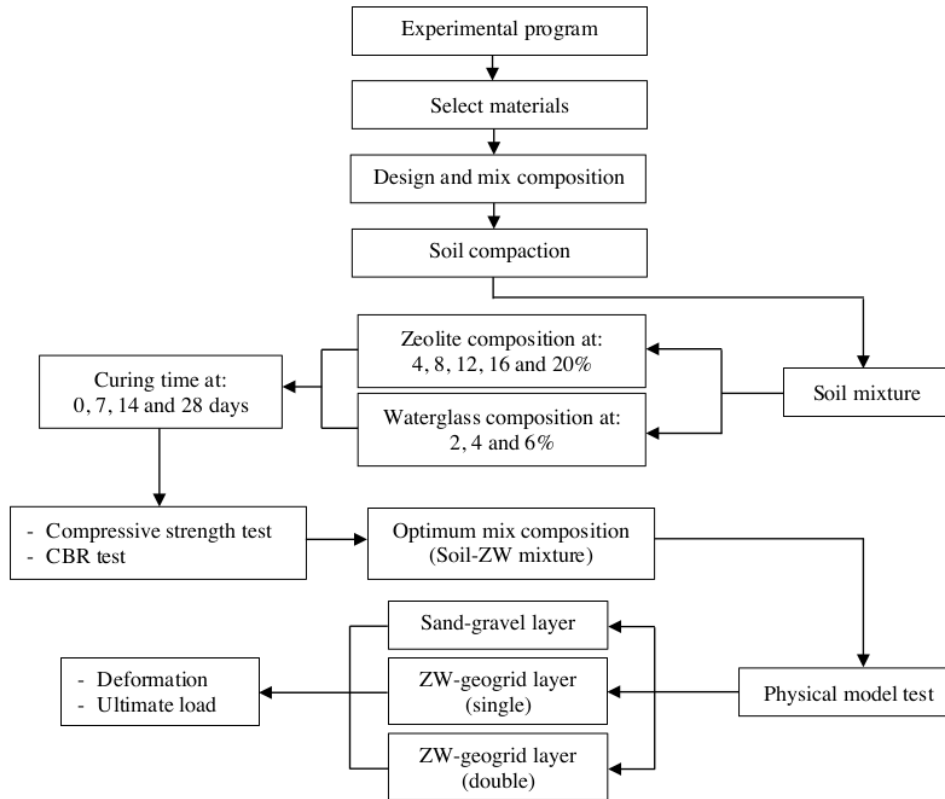 Experimental program
Select materials
Design and mix composition
Soil compaction
Zeolite composition at:
4, 8, 12, 16 and 20%
Curing time at:
0, 7, 14 and 28 days
Soil mixture
Waterglass composition at:
2, 4 and 6%
- Compressive strength test
- CBR test
Optimum mix composition
(Soil-ZW mixture)
Sand-gravel layer
- Deformation
- Ultimate load
ZW-geogrid layer
(single)
Physical model test
ZW-geogrid layer
(double)